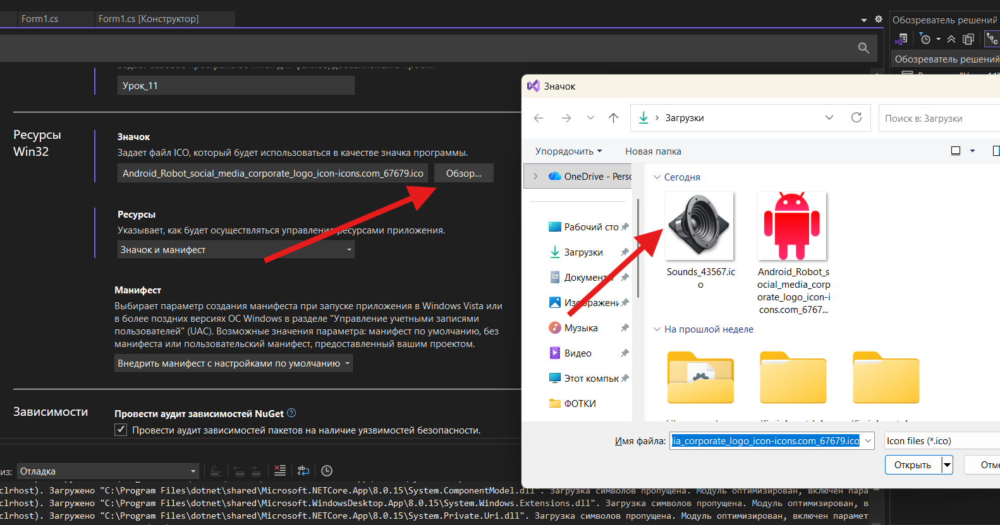 Form1.cs
Form1.cs [Конструктор]
Обозреватель решений
Обозреватель решений
Урок_11
Ресурсы
Win32
Значок
Задает файл ICO, который будет использоваться в качестве значка программы.
Android_Robot_social_media_corporate_logo_icon-icons.com_67679.ico
Обзор...
Ресурсы
Указывает, как будет осуществляться управление ресурсами приложения.
Значок и манифест
Манифест
Выбирает параметр создания манифеста при запуске приложения в Windows Vista или
в более поздних версиях ОС Windows в разделе "Управление учетными записями
пользователей" (UAC). Возможные значения параметра: манифест по умолчанию, без
манифеста или пользовательский манифест, предоставленный вашим проектом.
Внедрить манифест с настройками по умолчанию
Зависимости
Провести аудит зависимостей NuGet
Провести аудит зависимостей пакетов на наличие уязвимостей безопасности.
Значок
Загрузки
Поиск в: Загрузки
Упорядочить
Новая папка
OneDrive - Perso
Рабочий сто
Загрузки
Документы
Изображени
Музыка
Видео
Этот компьк
ФОТКИ
Сегодня
Sounds_43567.ic
o
Android_Robot_s
ocial_media_corp
orate_logo_icon-i
cons.com_6767...
На прошлой неделе
Имя файла:
ia_corporate_logo_icon-icons.com_67679.ico
Icon files (*.ico)
Открыть
Отме
из:
Отладка
clrhost). Загружено "C:\Program Files\dotnet\shared\Microsoft.NETCore.App\8.0.15\System.ComponentModel.dll". Загрузка символов пропущена. Модуль оптимизирован, включен пара
clrhost). Загружено "C:\Program Files\dotnet\shared\Microsoft.WindowsDesktop.App\8.0.15\System.Windows.Extensions.dll". Загрузка символов пропущена. Модуль оптимизирован, в
clrhost). Загружено "C:\Program Files\dotnet\shared\Microsoft.NETCore.App\8.0.15\System.Private.Uri.dll". Загрузка символов пропущена. Модуль оптимизирован, включен парамет